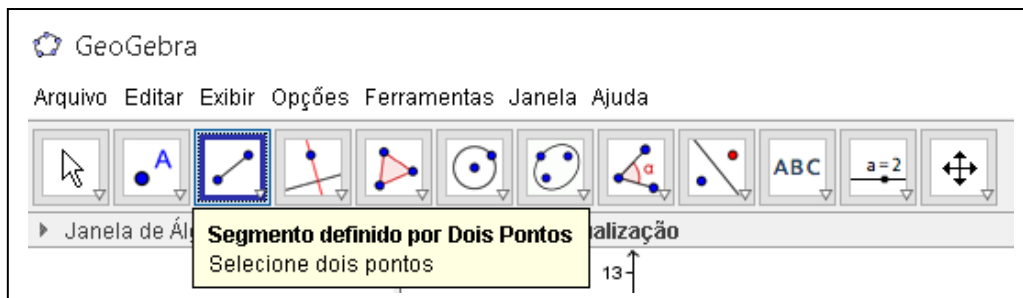 GeoGebra
Arquivo Editar Exibir Opções Ferramentas Janela Ajuda
A
α
ABC
a=2
Janela de Ál
alização
Segmento definido por Dois Pontos
Selecione dois pontos
13